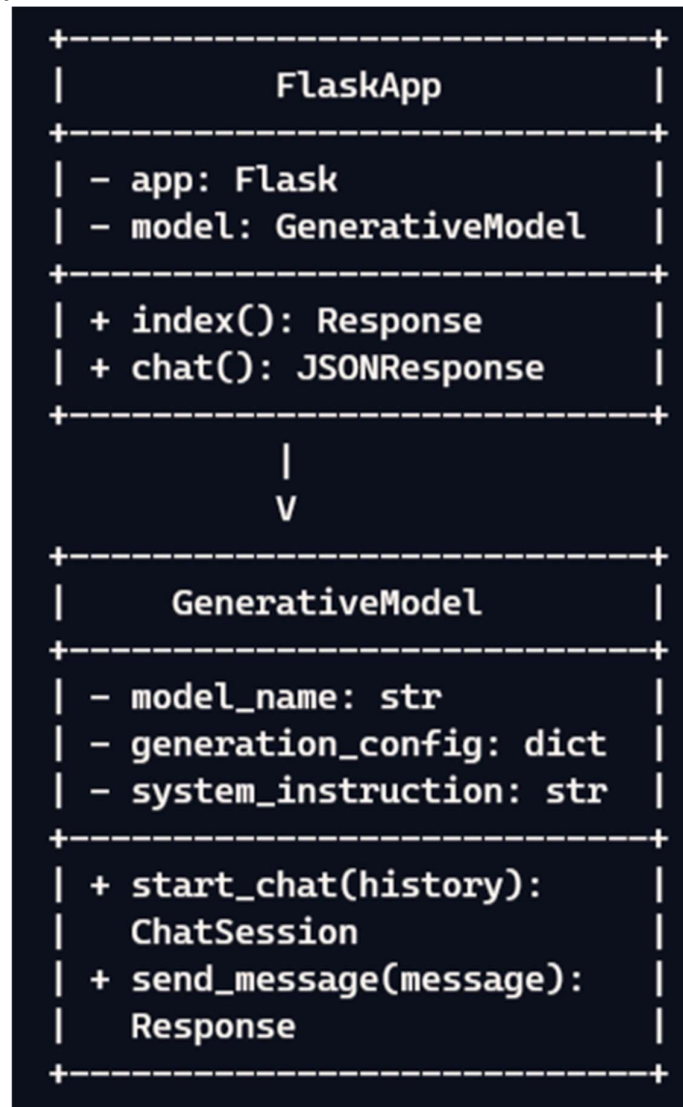 +----------------------------+
|          FlaskApp          |
+----------------------------+
| - app: Flask               |
| - model: GenerativeModel   |
+----------------------------+
| + index(): Response        |
| + chat(): JSONResponse     |
+----------------------------+
           |
           V
+----------------------------+
|     GenerativeModel        |
+----------------------------+
| - model_name: str          |
| - generation_config: dict  |
| - system_instruction: str  |
+----------------------------+
| + start_chat(history):     |
|   ChatSession              |
| + send_message(message):   |
|   Response                 |
+----------------------------+